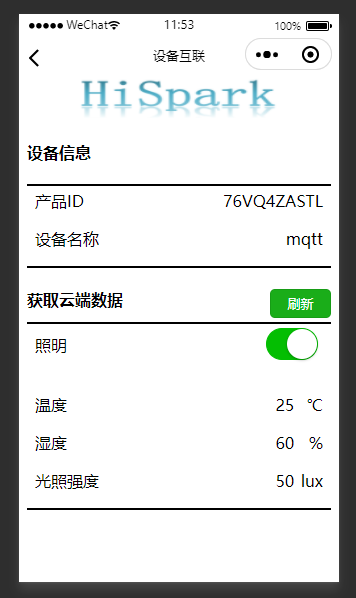 WeChat 11:53 100%
设备互联
HiSpark
设备信息
产品ID 76VQ4ZASTL
设备名称 mqtt
获取云端数据 刷新
照明
温度 25 ℃
湿度 60 %
光照强度 50 lux